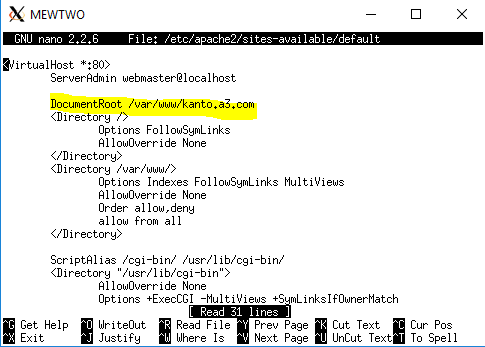 MEWTWO
GNU nano 2.2.6 File: /etc/apache2/sites-available/default
<VirtualHost *:80>
ServerAdmin webmaster@localhost
DocumentRoot /var/www/kanto.a3.com
<Directory />
Options FollowSymLinks
AllowOverride None
</Directory>
<Directory /var/www/>
Options Indexes FollowSymLinks MultiViews
AllowOverride None
Order allow,deny
allow from all
</Directory>
ScriptAlias /cgi-bin/ /usr/lib/cgi-bin/
<Directory "/usr/lib/cgi-bin">
AllowOverride None
Options +ExecCGI -MultiViews +SymLinksIfOwnerMatch
[ Read 31 lines ]
^G Get Help ^O WriteOut ^R Read File ^Y Prev Page ^K Cut Text ^C Cur Pos
^X Exit ^J Justify ^W Where Is ^V Next Page ^U UnCut Text ^T To Spell